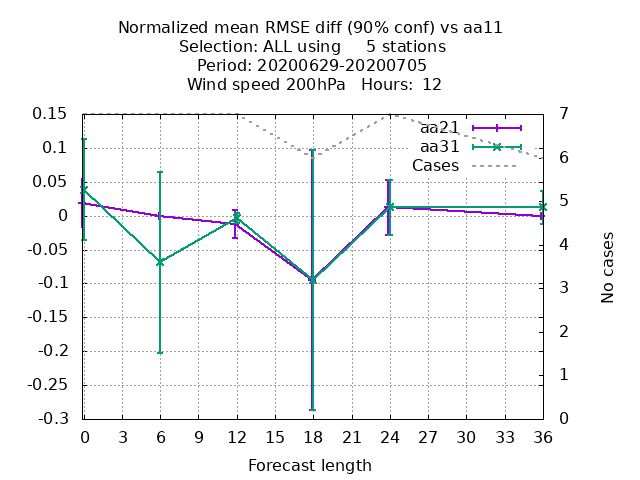 Normalized mean RMSE diff (90% conf) vs aa11
Selection: ALL using     5 stations
Period: 20200629-20200705
Wind speed 200hPa   Hours:  12
0.15
0.1
0.05
0
-0.05
-0.1
-0.15
-0.2
-0.25
-0.3
aa21
aa31
Cases
7
6
5
4
3
2
1
0
No cases
0 3 6 9 12 15 18 21 24 27 30 33 36
Forecast length